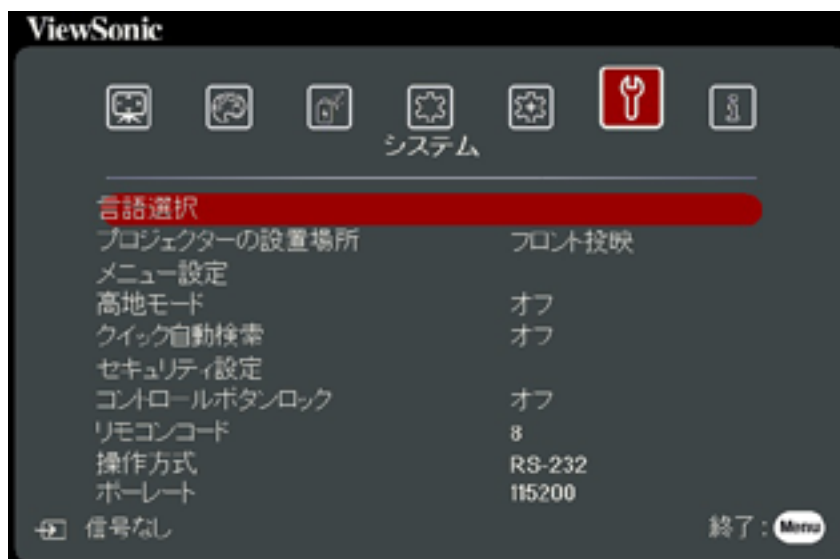 ViewSonic
システム
言語選択
プロジェクターの設置場所 フロント投映
メニュー設定
高地モード オフ
クイック自動検索 オフ
セキュリティ設定
コントロールボタンロック オフ
リモコンコード 8
操作方式 RS-232
ボーレート 115200
信号なし 終了: Menu